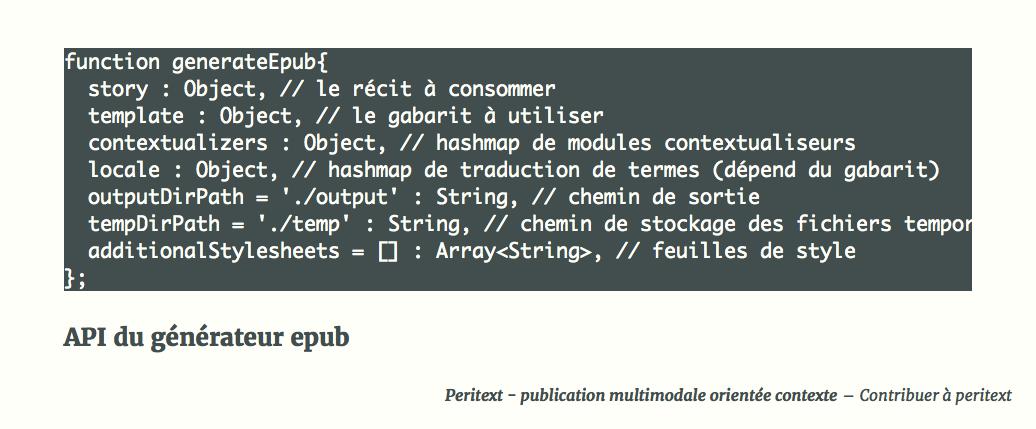 function generateEpub{
  story : Object, // le récit à consommer
  template : Object, // le gabarit à utiliser
  contextualizers : Object, // hashmap de modules contextualiseurs
  locale : Object, // hashmap de traduction de termes (dépend du gabarit)
  outputDirPath = './output' : String, // chemin de sortie
  tempDirPath = './temp' : String, // chemin de stockage des fichiers tempor
  additionalStylesheets = [] : Array<String>, // feuilles de style
};
API du générateur epub
Peritext - publication multimodale orientée contexte – Contribuer à peritext